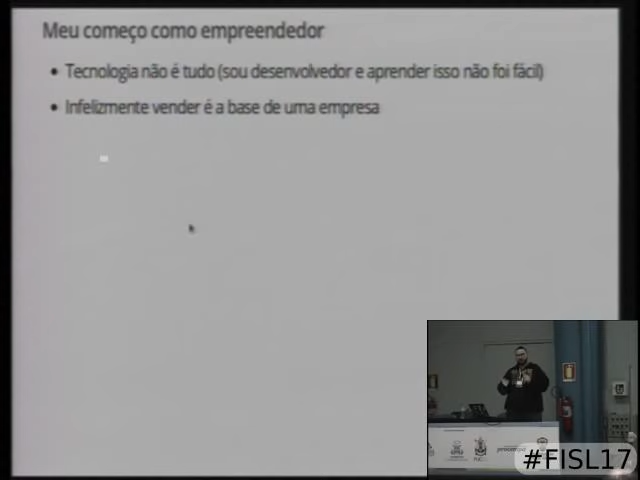 Meu começo como empreendedor
• Tecnologia não é tudo (sou desenvolvedor e aprender isso não foi fácil)
• Infelizmente vender é a base de uma empresa
#FISL17